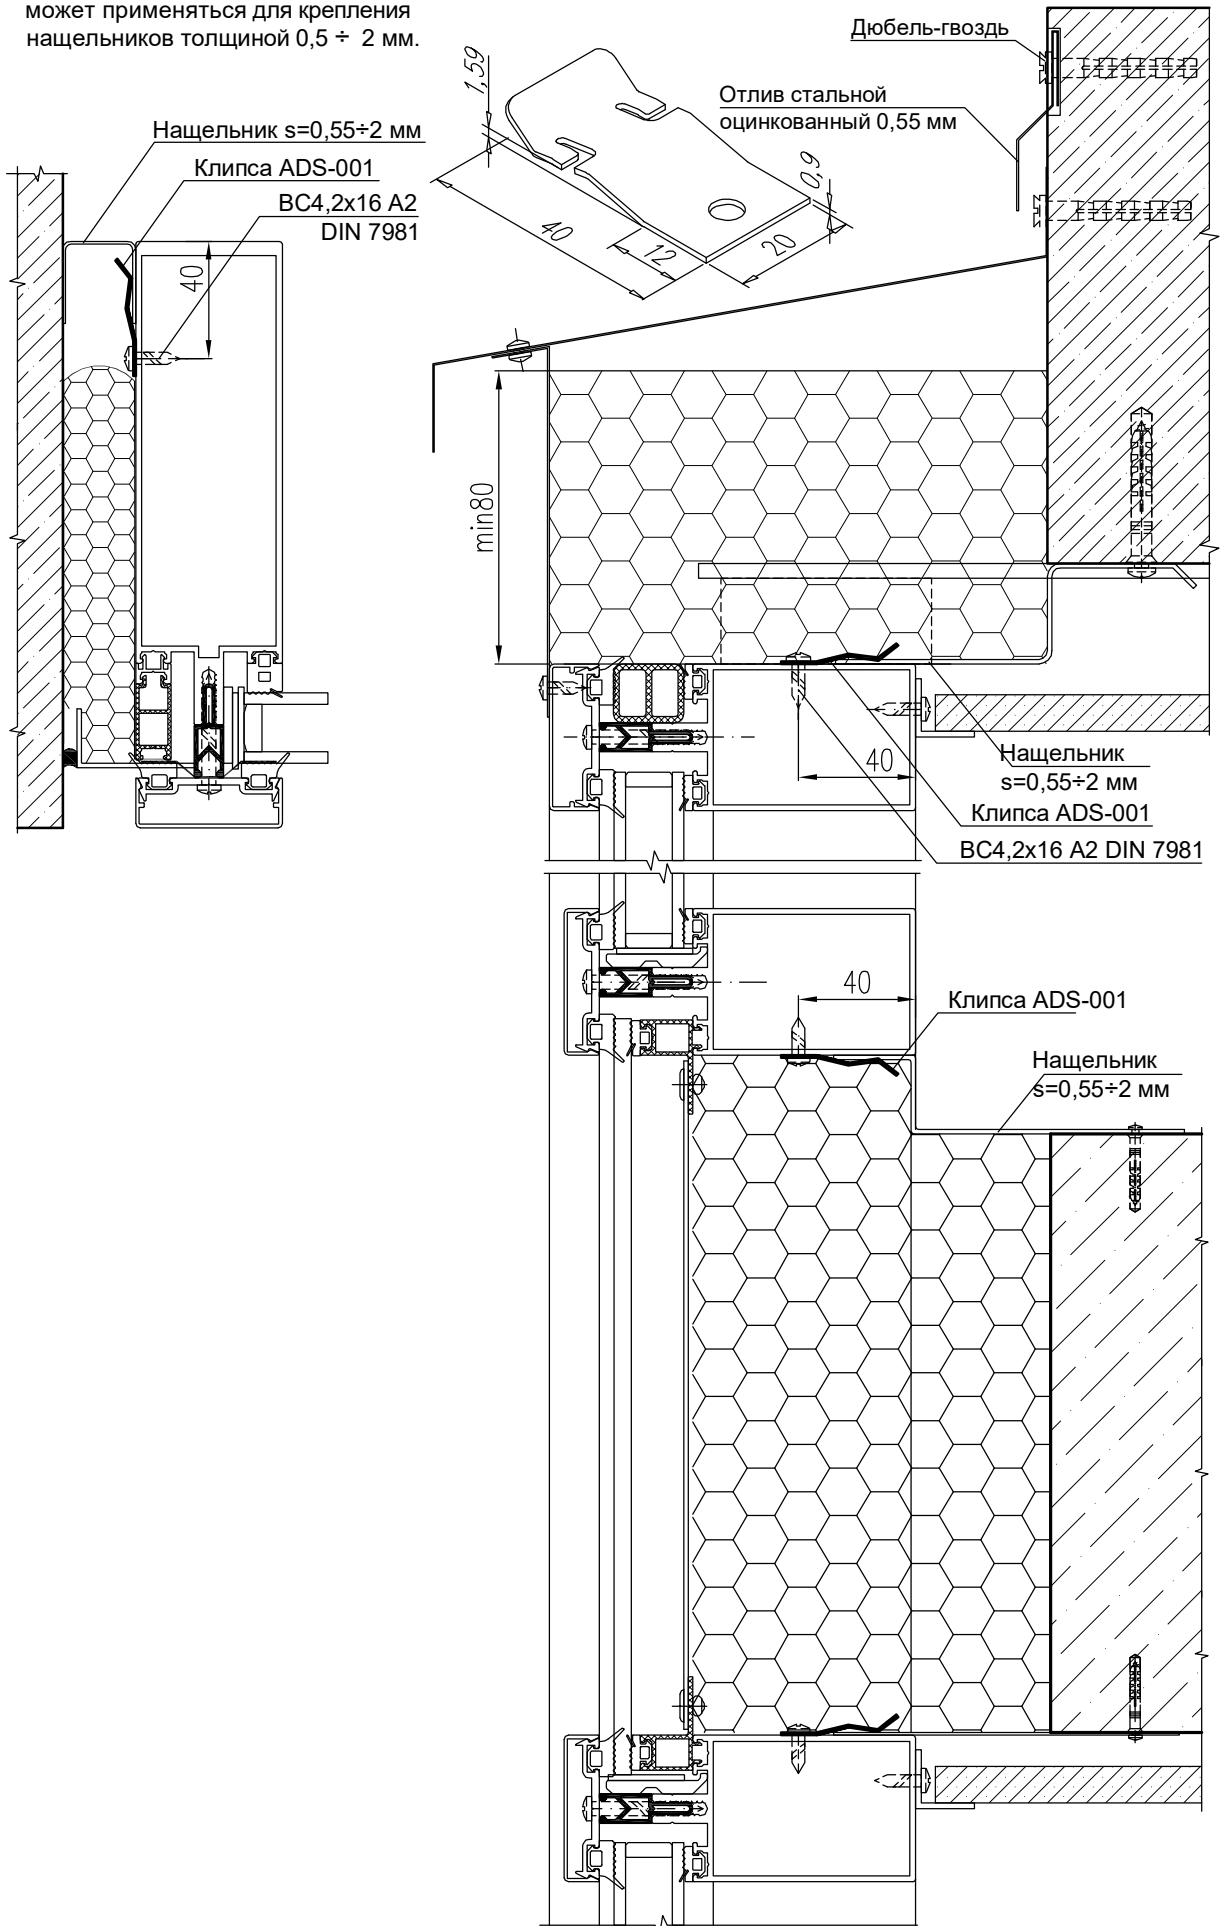 может применяться для крепления
нащельников толщиной 0,5 ÷ 2 мм.
Дюбель-гвоздь
1,59
Отлив стальной
оцинкованный 0,55 мм
Нащельник s=0,55÷2 мм
Клипса ADS-001
ВС4,2х16 А2
DIN 7981
0,9
40
12
20
40
min80
40
Нащельник
s=0,55÷2 мм
Клипса ADS-001
ВС4,2х16 А2 DIN 7981
40
Клипса ADS-001
Нащельник
s=0,55÷2 мм